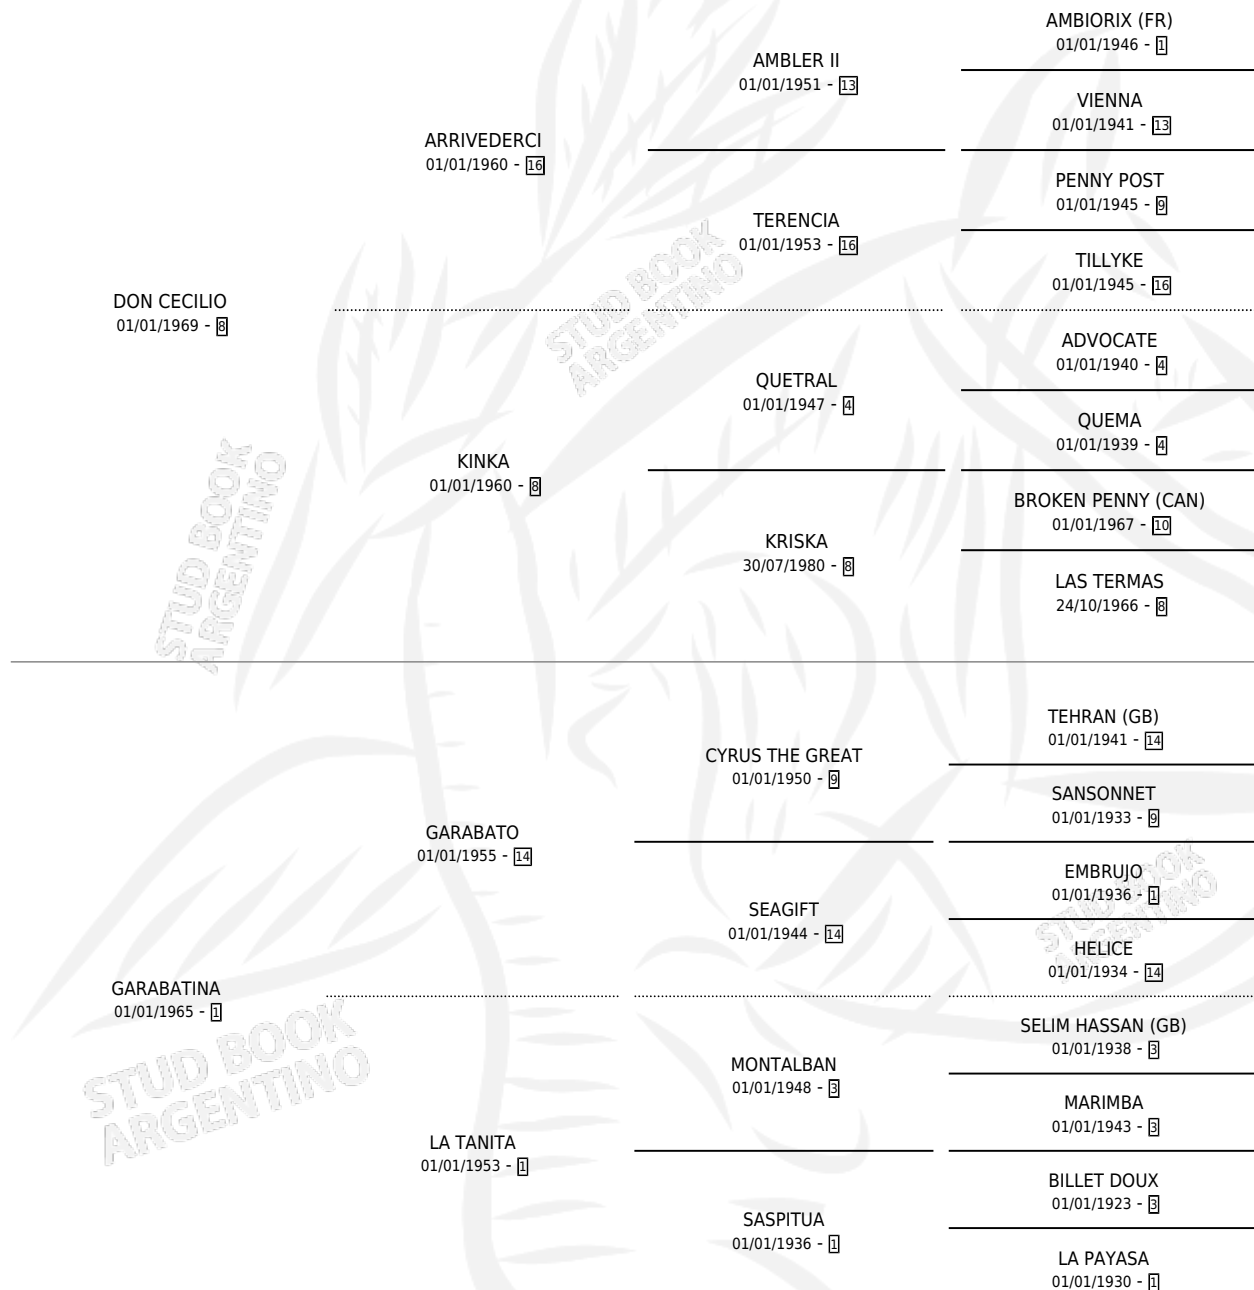 AMBIORIX (FR)
01/01/1946 - 1
AMBLER II
01/01/1951 - 13
VIENNA
01/01/1941 - 13
ARRIVEDERCI
01/01/1960 - 16
PENNY POST
01/01/1945 - 9
TERENCIA
01/01/1953 - 16
TILLYKE
01/01/1945 - 16
DON CECILIO
01/01/1969 - 8
ADVOCATE
01/01/1940 - 4
QUETRAL
01/01/1947 - 4
QUEMA
01/01/1939 - 4
KINKA
01/01/1960 - 8
BROKEN PENNY (CAN)
01/01/1967 - 10
KRISKA
30/07/1980 - 8
LAS TERMAS
24/10/1966 - 8
STUD BOOK
ARGENTINO
STUD BOOK
ARGENTINO
TEHRAN (GB)
01/01/1941 - 14
CYRUS THE GREAT
01/01/1950 - 9
SANSONNET
01/01/1933 - 9
GARABATO
01/01/1955 - 14
EMBRUJO
01/01/1936 - 1
SEAGIFT
01/01/1944 - 14
HELICE
01/01/1934 - 14
STUD BOOK
ARGENTINO
GARABATINA
01/01/1965 - 1
SELIM HASSAN (GB)
01/01/1938 - 3
MONTALBAN
01/01/1948 - 3
MARIMBA
01/01/1943 - 3
LA TANITA
01/01/1953 - 1
BILLET DOUX
01/01/1923 - 3
SASPITUA
01/01/1936 - 1
LA PAYASA
01/01/1930 - 1
STUD BOOK
ARGENTINO